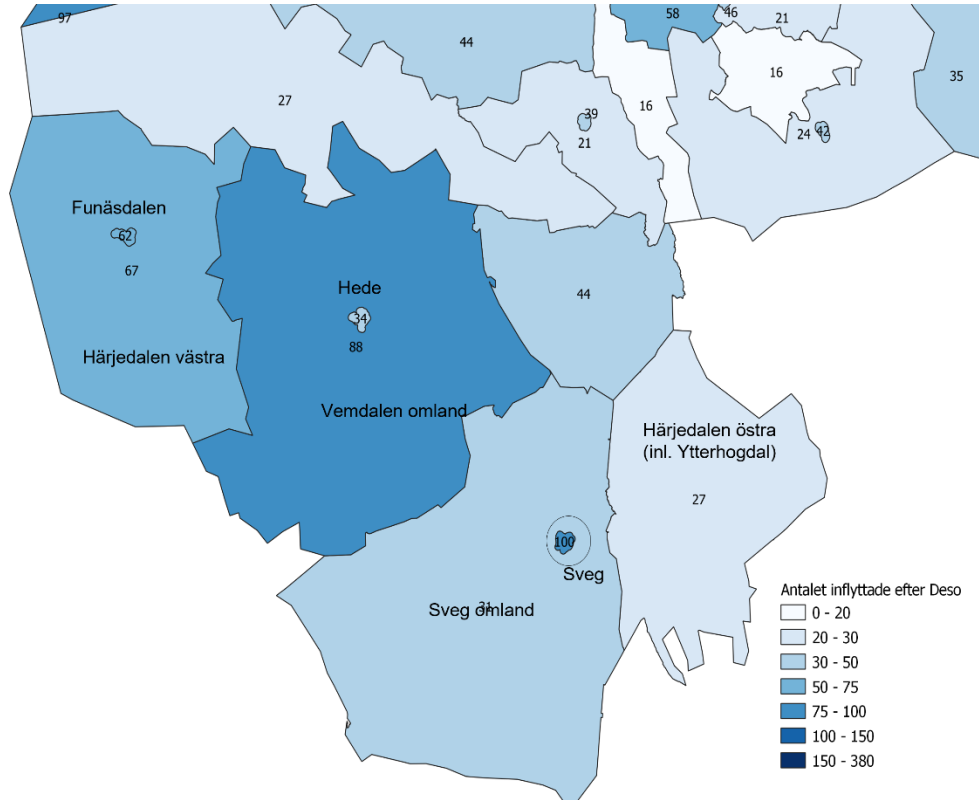 97
58
46
21
44
16
35
27
39
16
21
24
42
Funäsdalen
62
67
Hede
44
34
88
Härjedalen västra
Vemdalen omland
Härjedalen östra
(inl. Ytterhogdal)
27
100
Sveg
31
Sveg omland
Antalet inflyttade efter Deso
0 - 20
20 - 30
30 - 50
50 - 75
75 - 100
100 - 150
150 - 380